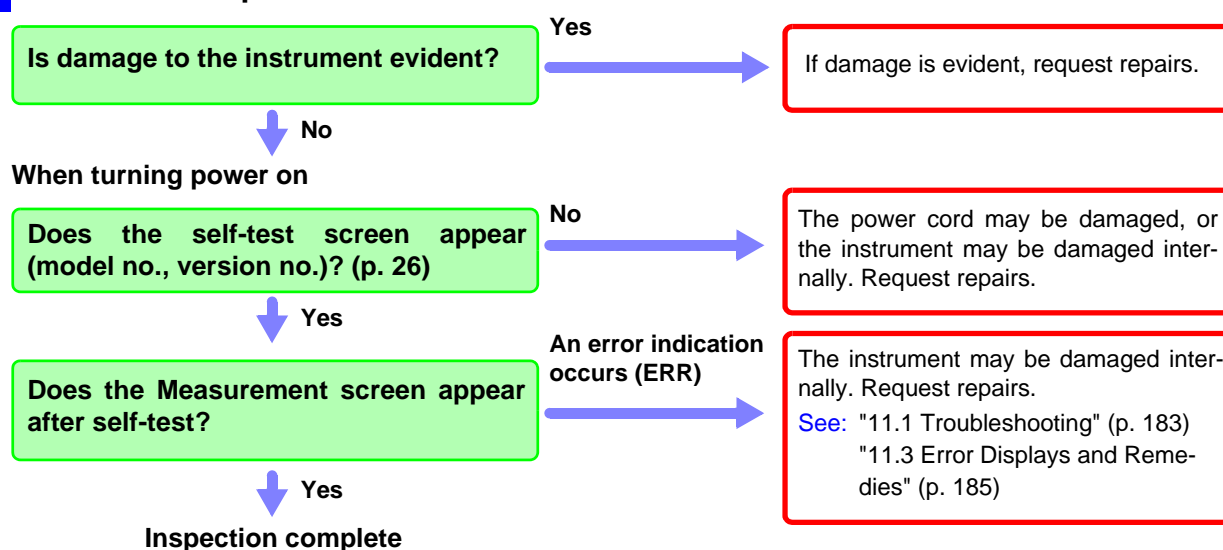 Yes
Is damage to the instrument evident?
If damage is evident, request repairs.
No
When turning power on
No
Does the self-test screen appear
(model no., version no.)? (p. 26)
The power cord may be damaged, or
the instrument may be damaged inter-
nally. Request repairs.
Yes
An error indication
occurs (ERR)
Does the Measurement screen appear
after self-test?
The instrument may be damaged inter-
nally. Request repairs.
See: "11.1 Troubleshooting" (p. 183)
"11.3 Error Displays and Reme-
dies" (p. 185)
Yes
Inspection complete